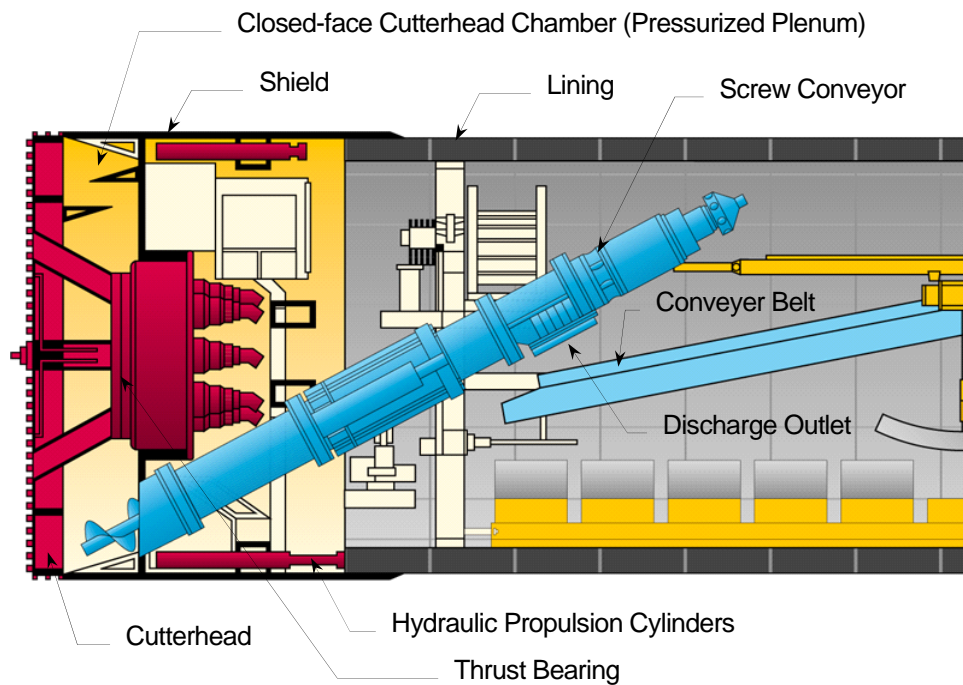 Closed-face Cutterhead Chamber (Pressurized Plenum)
Shield
Lining
Screw Conveyor
Conveyer Belt
Discharge Outlet
Hydraulic Propulsion Cylinders
Cutterhead
Thrust Bearing